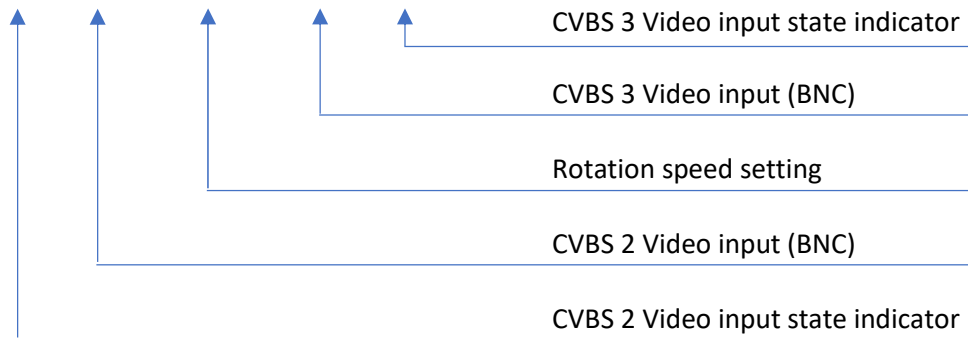 CVBS 3 Video input state indicator
CVBS 3 Video input (BNC)
Rotation speed setting
CVBS 2 Video input (BNC)
CVBS 2 Video input state indicator